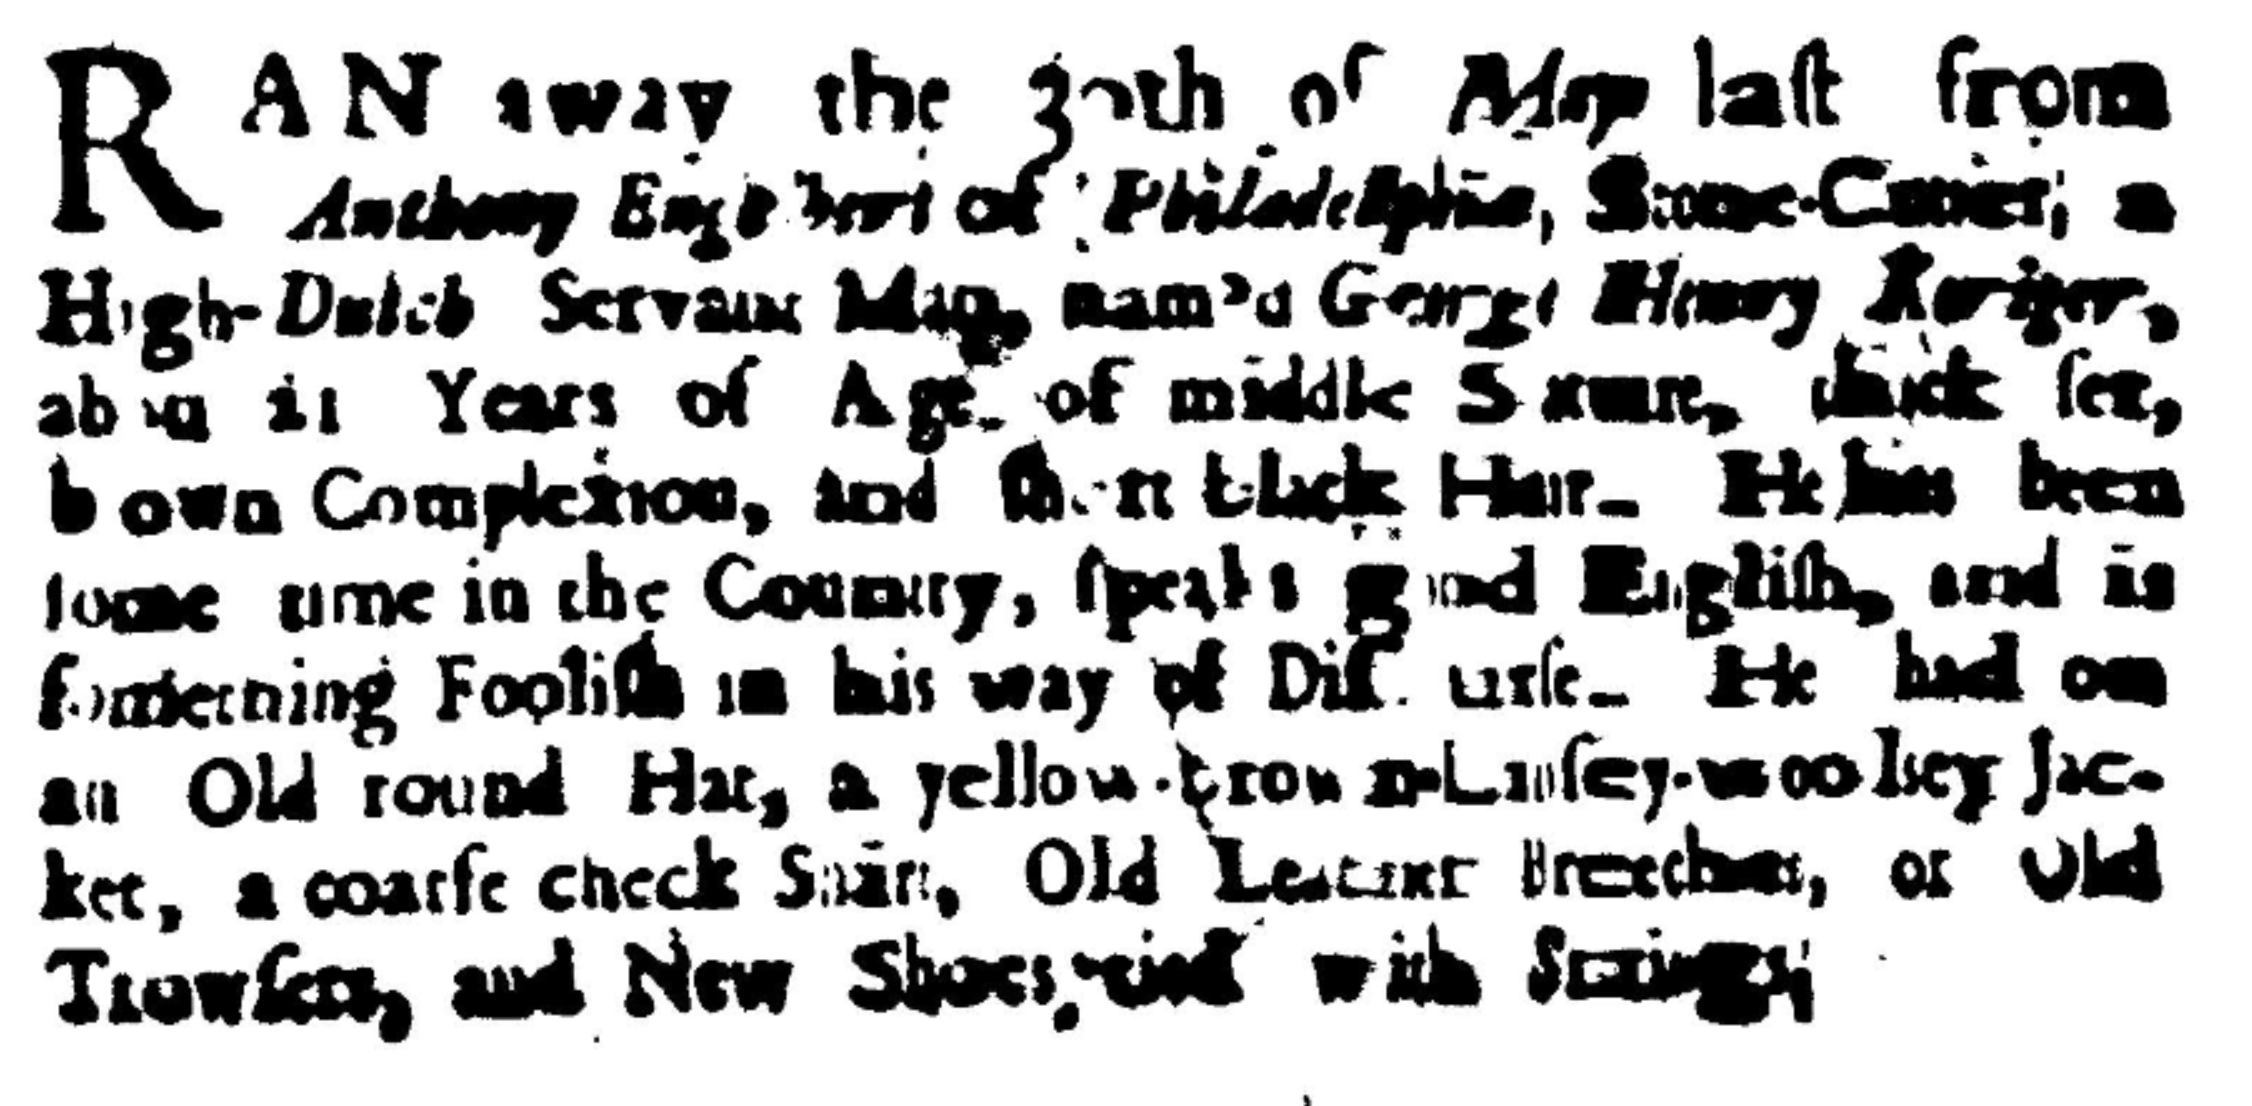 RAN away the 30th of May laſt from
Anthony of Philadelphia, Stone-Cutter; a
High-Dutch Servant Man, nam'd George Henry
about 21 Years of Age, of middle Stature, thick ſet,
brown Complexion, and ſhort black Hair. He has been
ſome time in the Country, ſpeaks good Engliſh, and is
ſomething Fooliſh in his way of Diſcourſe. He had on
an Old round Hat, a yellow-brown Linſey-woolſey Jac-
ket, a coarſe check Shirt, Old Leather Breeches, or Old
Trowſers, and New Shoes, tied with Strings;